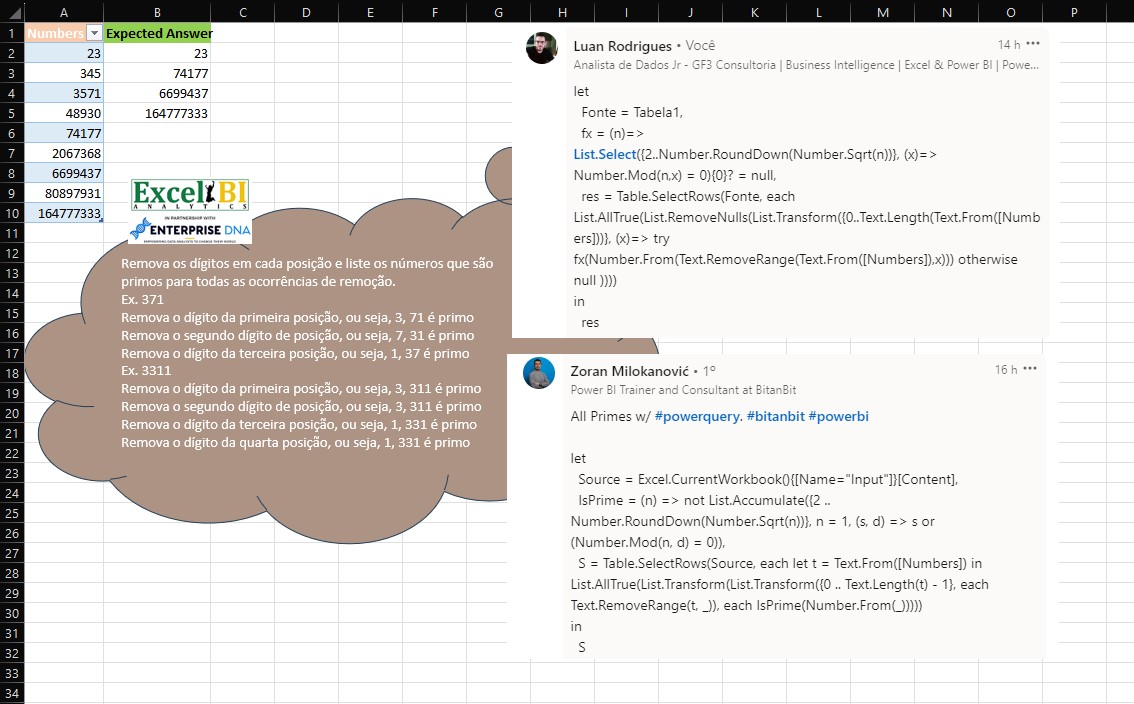 A B C D E F G H I J K L M N O P
1 Numbers Expected Answer
2 23 23
3 345 74177
4 3571 6699437
5 48930 164777333
6 74177
7 2067368
8 6699437
9 80897931
10 164777333
11
12
13
14
15
16
17
18
19
20
21
22
23
24
25
26
27
28
29
30
31
32
33
34
Excel BI
ANALYTICS
IN PARTNERSHIP WITH
ENTERPRISE DNA
EMPOWERING DATA ANALYSTS TO CHANGE THEIR WORLD
Remova os dígitos em cada posição e liste os números que são
primos para todas as ocorrências de remoção.
Ex. 371
Remova o dígito da primeira posição, ou seja, 3, 71 é primo
Remova o segundo dígito de posição, ou seja, 7, 31 é primo
Remova o dígito da terceira posição, ou seja, 1, 37 é primo
Ex. 3311
Remova o dígito da primeira posição, ou seja, 3, 311 é primo
Remova o segundo dígito de posição, ou seja, 3, 311 é primo
Remova o dígito da terceira posição, ou seja, 1, 331 é primo
Remova o dígito da quarta posição, ou seja, 1, 331 é primo
Luan Rodrigues • Você 14 h •••
Analista de Dados Jr - GF3 Consultoria | Business Intelligence | Excel & Power BI | Powe...
let
Fonte = Tabela1,
fx = (n)=>
List.Select({2..Number.RoundDown(Number.Sqrt(n))}, (x)=>
Number.Mod(n,x) = 0){0}? = null,
res = Table.SelectRows(Fonte, each
List.AllTrue(List.RemoveNulls(List.Transform({0..Text.Length(Text.From([Numb
ers]))}, (x)=> try
fx(Number.From(Text.RemoveRange(Text.From([Numbers]),x))) otherwise
null ))))
in
res
Zoran Milokanović • 1º 16 h •••
Power BI Trainer and Consultant at BitanBit
All Primes w/ #powerquery. #bitanbit #powerbi
let
Source = Excel.CurrentWorkbook(){[Name="Input"]}[Content],
IsPrime = (n) => not List.Accumulate({2 ..
Number.RoundDown(Number.Sqrt(n))}, n = 1, (s, d) => s or
(Number.Mod(n, d) = 0)),
S = Table.SelectRows(Source, each let t = Text.From([Numbers]) in
List.AllTrue(List.Transform(List.Transform({0 .. Text.Length(t) - 1}, each
Text.RemoveRange(t, _)), each IsPrime(Number.From(_)))))
in
S